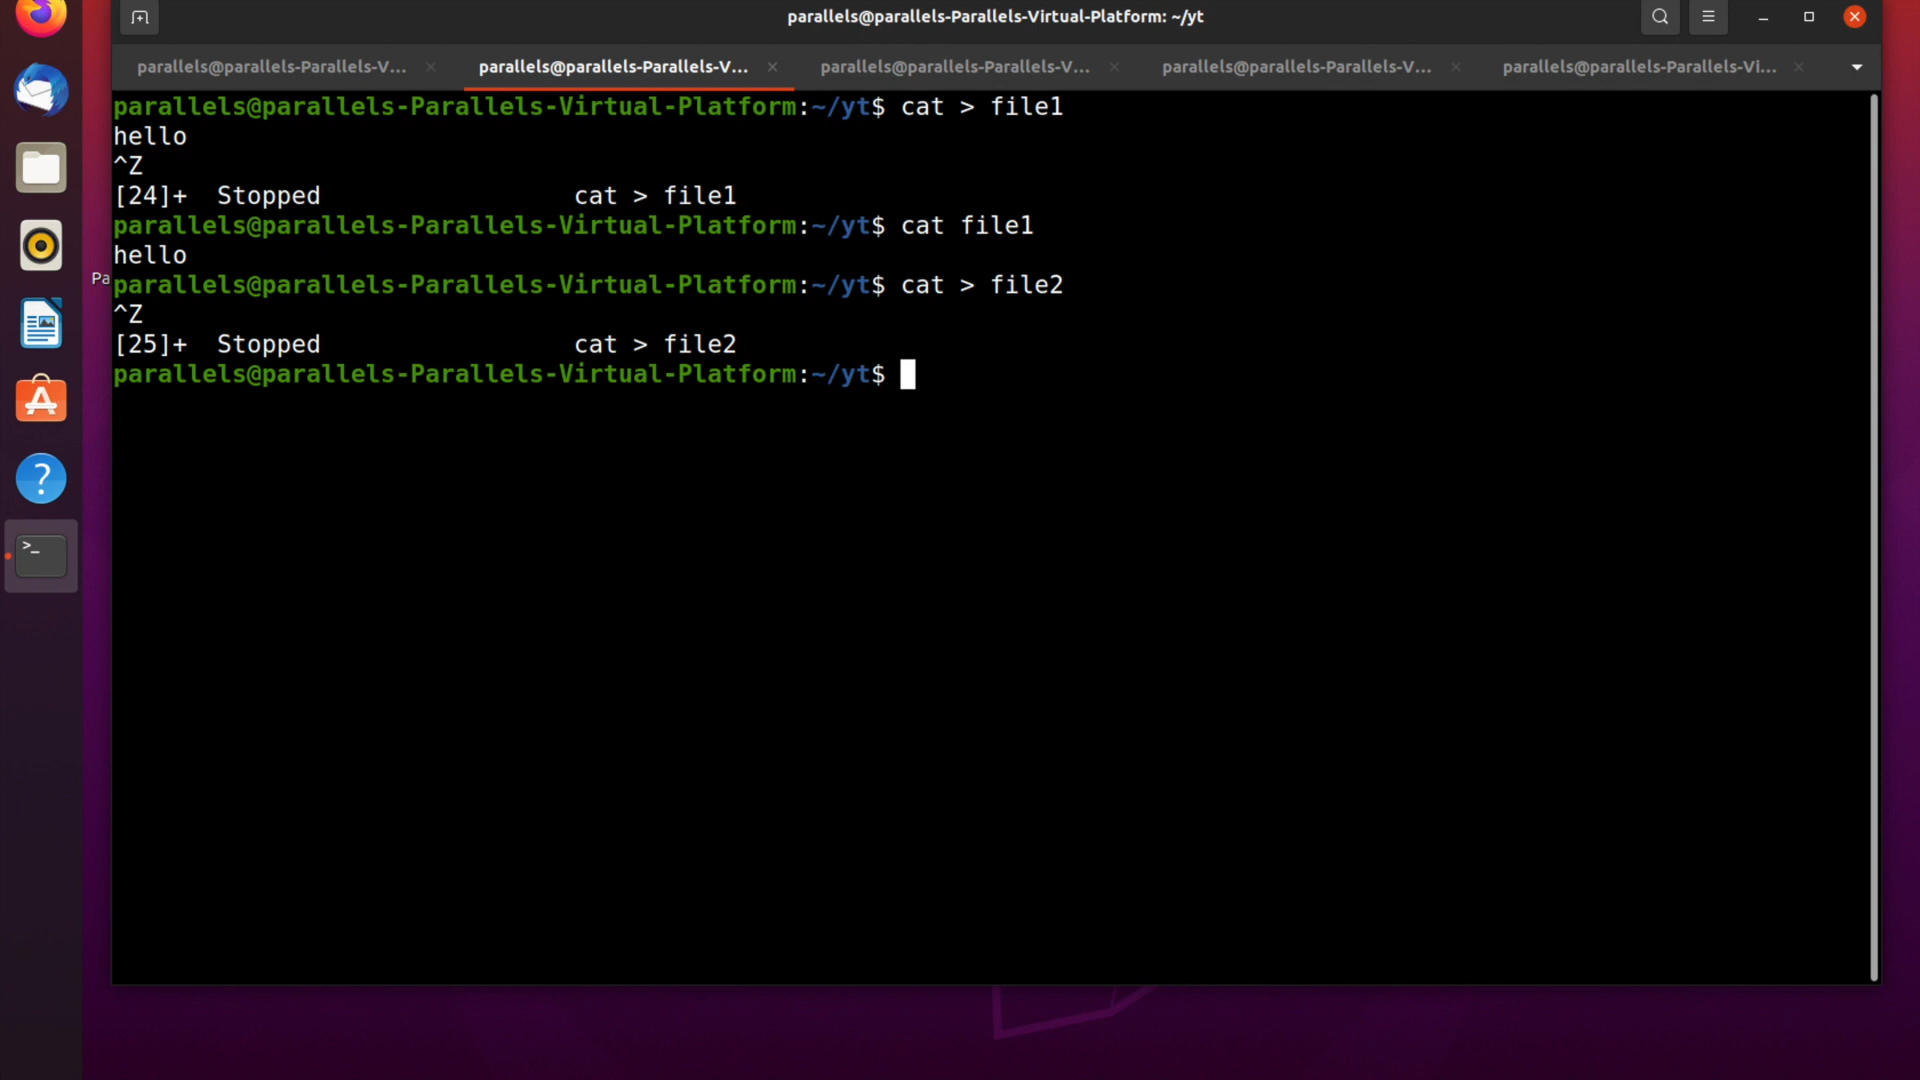 parallels@parallels-Parallels-Virtual-Platform: ~/yt
parallels@parallels-Parallels-V...
parallels@parallels-Parallels-V...
parallels@parallels-Parallels-V...
parallels@parallels-Parallels-V...
parallels@parallels-Parallels-Vi...
parallels@parallels-Parallels-Virtual-Platform:~/yt$ cat > file1
hello
^Z
[24]+  Stopped                 cat > file1
parallels@parallels-Parallels-Virtual-Platform:~/yt$ cat file1
hello
Pa
parallels@parallels-Parallels-Virtual-Platform:~/yt$ cat > file2
^Z
[25]+  Stopped                 cat > file2
parallels@parallels-Parallels-Virtual-Platform:~/yt$